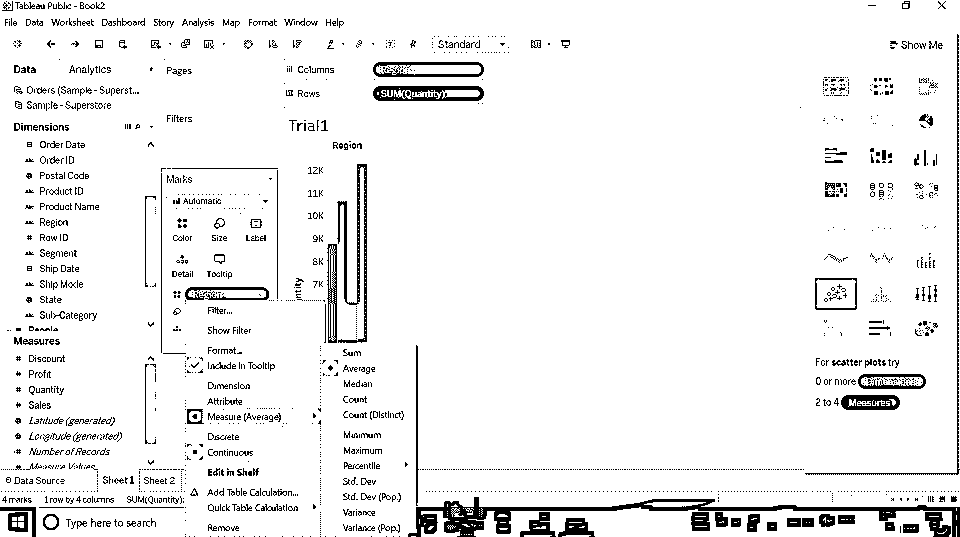 Tableau Public - Book2
File Data Worksheet Dashboard Story Analysis Map Format Window Help
Standard
Show Me
Data Analytics
Pages
Columns
Orders (Sample - Superst...
Sample - Superstore
Rows SUM(Quantity)
Filters
Dimensions
Trial1
Region
Order Date
Order ID
Postal Code
Product ID
Product Name
Region
Row ID
Segment
Ship Date
Ship Mode
State
Sub-Category
People
Marks
Automatic
Color Size Label
Detail Tooltip
12K
11K
10K
9K
8K
7K
ntity
Measures
Discount
Profit
Quantity
Sales
Latitude (generated)
Longitude (generated)
Number of Records
Measure Values
Filter...
Show Filter
Format...
Include in Tooltip
Dimension
Attribute
Measure (Average)
Discrete
Continuous
Edit in Shelf
Add Table Calculation...
Quick Table Calculation
Remove
Sum
Average
Median
Count
Count (Distinct)
Minimum
Maximum
Percentile
Std. Dev
Std. Dev (Pop.)
Variance
Variance (Pop.)
For scatter plots try
0 or more
2 to 4 Measures
Data Source Sheet1 Sheet 2
4 marks 1 row by 4 columns SUM(Quantity):
Type here to search